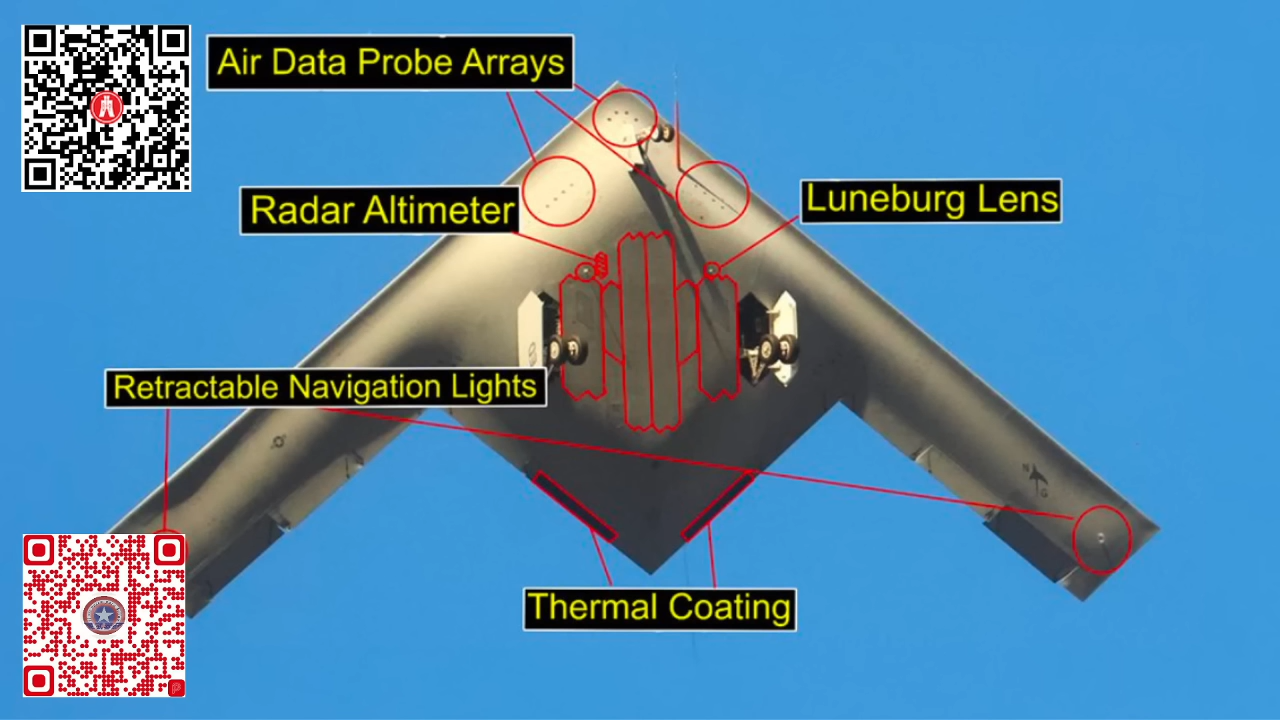 Air Data Probe Arrays
Radar Altimeter
Luneburg Lens
Retractable Navigation Lights
N
G
Thermal Coating